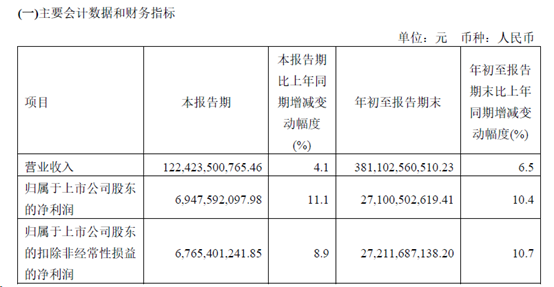 (一)主要会计数据和财务指标
单位：元 币种：人民币
项目
本报告期
本报告期
比上年同
期增减变
动幅度
(%)
年初至报告期末
年初至报告
期末比上年
同期增减变
动幅度(%)
营业收入 122,423,500,765.46 4.1 381,102,560,510.23 6.5
归属于上市公司股东
的净利润
6,947,592,097.98 11.1 27,100,502,619.41 10.4
归属于上市公司股东
的扣除非经常性损益
的净利润
6,765,401,241.85 8.9 27,211,687,138.20 10.7